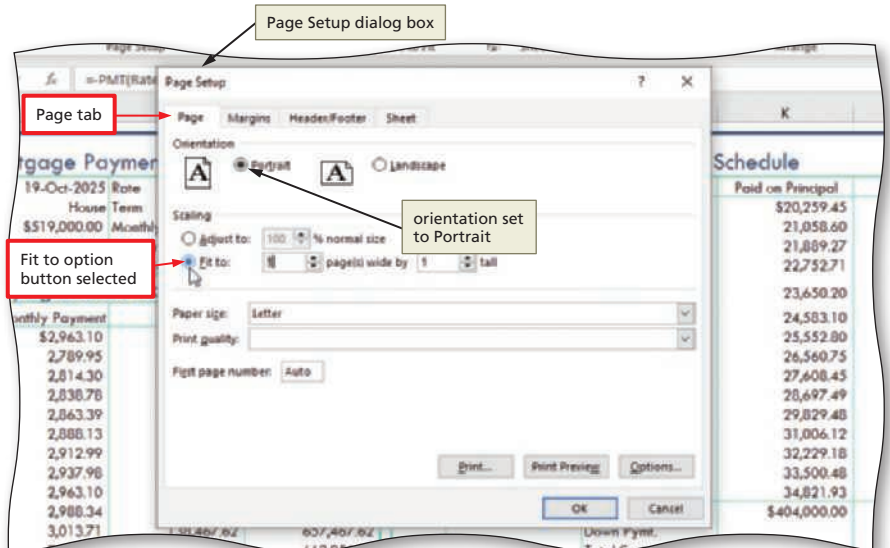 Page Setup dialog box
Page Setup
=-PMT(Rate
Page Setup ? ×
Page tab
Page Margins Header/Footer Sheet
K
Orientation
Portrait
Landscape
A
A
orientation set
to Portrait
Scaling
Adjust to: 100 % normal size
Fit to: 1 page(s) wide by 1 tall
Fit to option
button selected
Paper size: Letter
Print quality:
First page number: Auto
Print... Print Preview Options...
OK Cancel
tgage Paymen
19-Oct-2025 Rate
House Term
$519,000.00 Monthly
onthly Payment
$2,963.10
2,789.95
2,814.30
2,838.78
2,863.39
2,888.13
2,912.99
2,937.98
2,963.10
2,988.34
3,013.71
Schedule
Paid on Principal
$20,259.45
21,058.60
21,889.27
22,752.71
23,650.20
24,583.10
25,552.80
26,560.75
27,608.45
28,697.49
29,829.48
31,006.12
32,229.18
33,500.48
34,821.93
$404,000.00
Down Pymt.